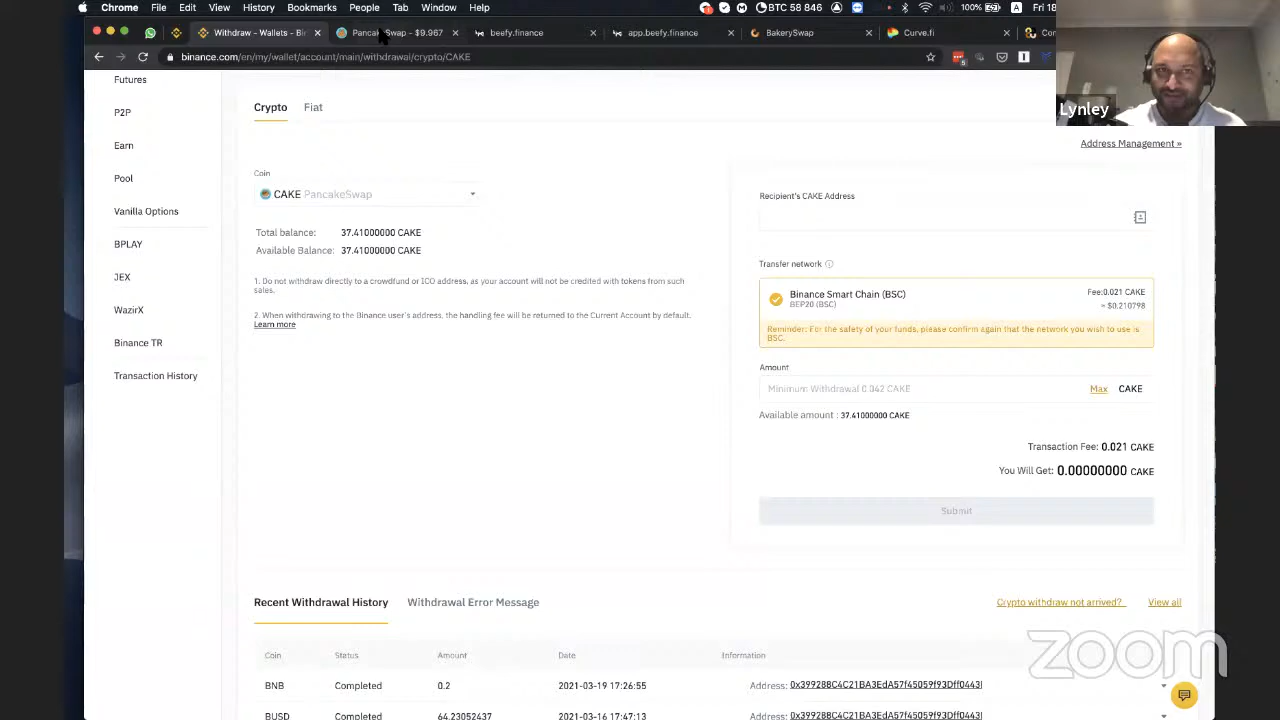 Chrome File Edit View History Bookmarks People Tab Window Help
BTC 58 846
100%
Fri 18
Withdraw - Wallets - Bin
PancakeSwap - $9.967
beefy.finance
app.beefy.finance
BakerySwap
Curve.fi
binance.com/en/my/wallet/account/main/withdrawal/crypto/CAKE
Lynley
Futures
P2P
Earn
Pool
Vanilla Options
BPLAY
JEX
WazirX
Binance TR
Transaction History
Crypto Fiat
Address Management »
Coin
CAKE PancakeSwap
Total balance: 37.41000000 CAKE
Available Balance: 37.41000000 CAKE
1. Do not withdraw directly to a crowdfund or ICO address, as your account will not be credited with tokens from such
sales.
2. When withdrawing to the Binance user's address, the handling fee will be returned to the Current Account by default.
Learn more
Recipient's CAKE Address
Transfer network
Binance Smart Chain (BSC)
BEP20 (BSC)
Fee:0.021 CAKE
≈ $0.210798
Reminder: For the safety of your funds, please confirm again that the network you wish to use is
BSC.
Amount
Minimum Withdrawal 0.042 CAKE
Max CAKE
Available amount : 37.41000000 CAKE
Transaction Fee: 0.021 CAKE
You Will Get: 0.00000000 CAKE
Submit
Recent Withdrawal History Withdrawal Error Message
Crypto withdraw not arrived? View all
Coin Status Amount Date Information
BNB Completed 0.2 2021-03-19 17:26:55 Address:
BUSD Completed 64.23052437 2021-03-16 17:47:13 Address:
zoom